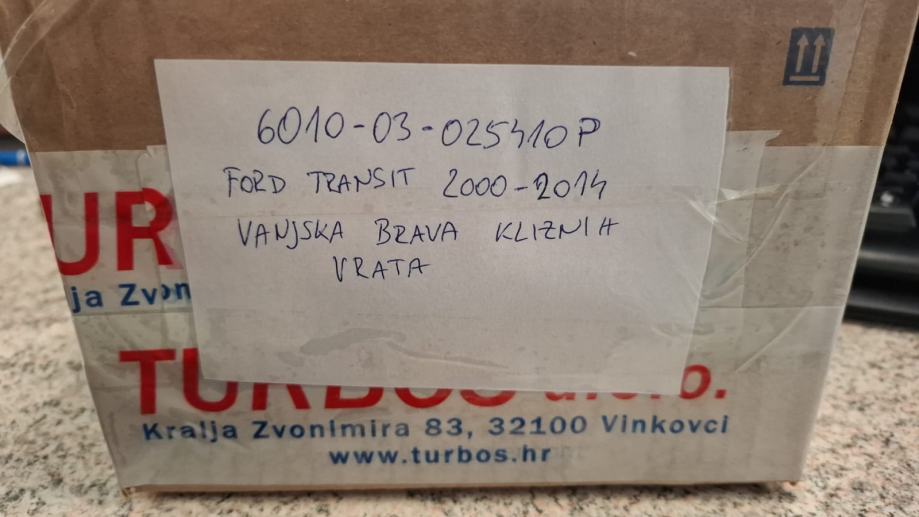 6010-03-025410P
FORD TRANSIT 2000-2014
VANJSKA BRAVA KLIZNIH
VRATA
UR
ja Zvon
TURBOS d.o.o.
Kralja Zvonimira 83, 32100 Vinkovci
www.turbos.hr